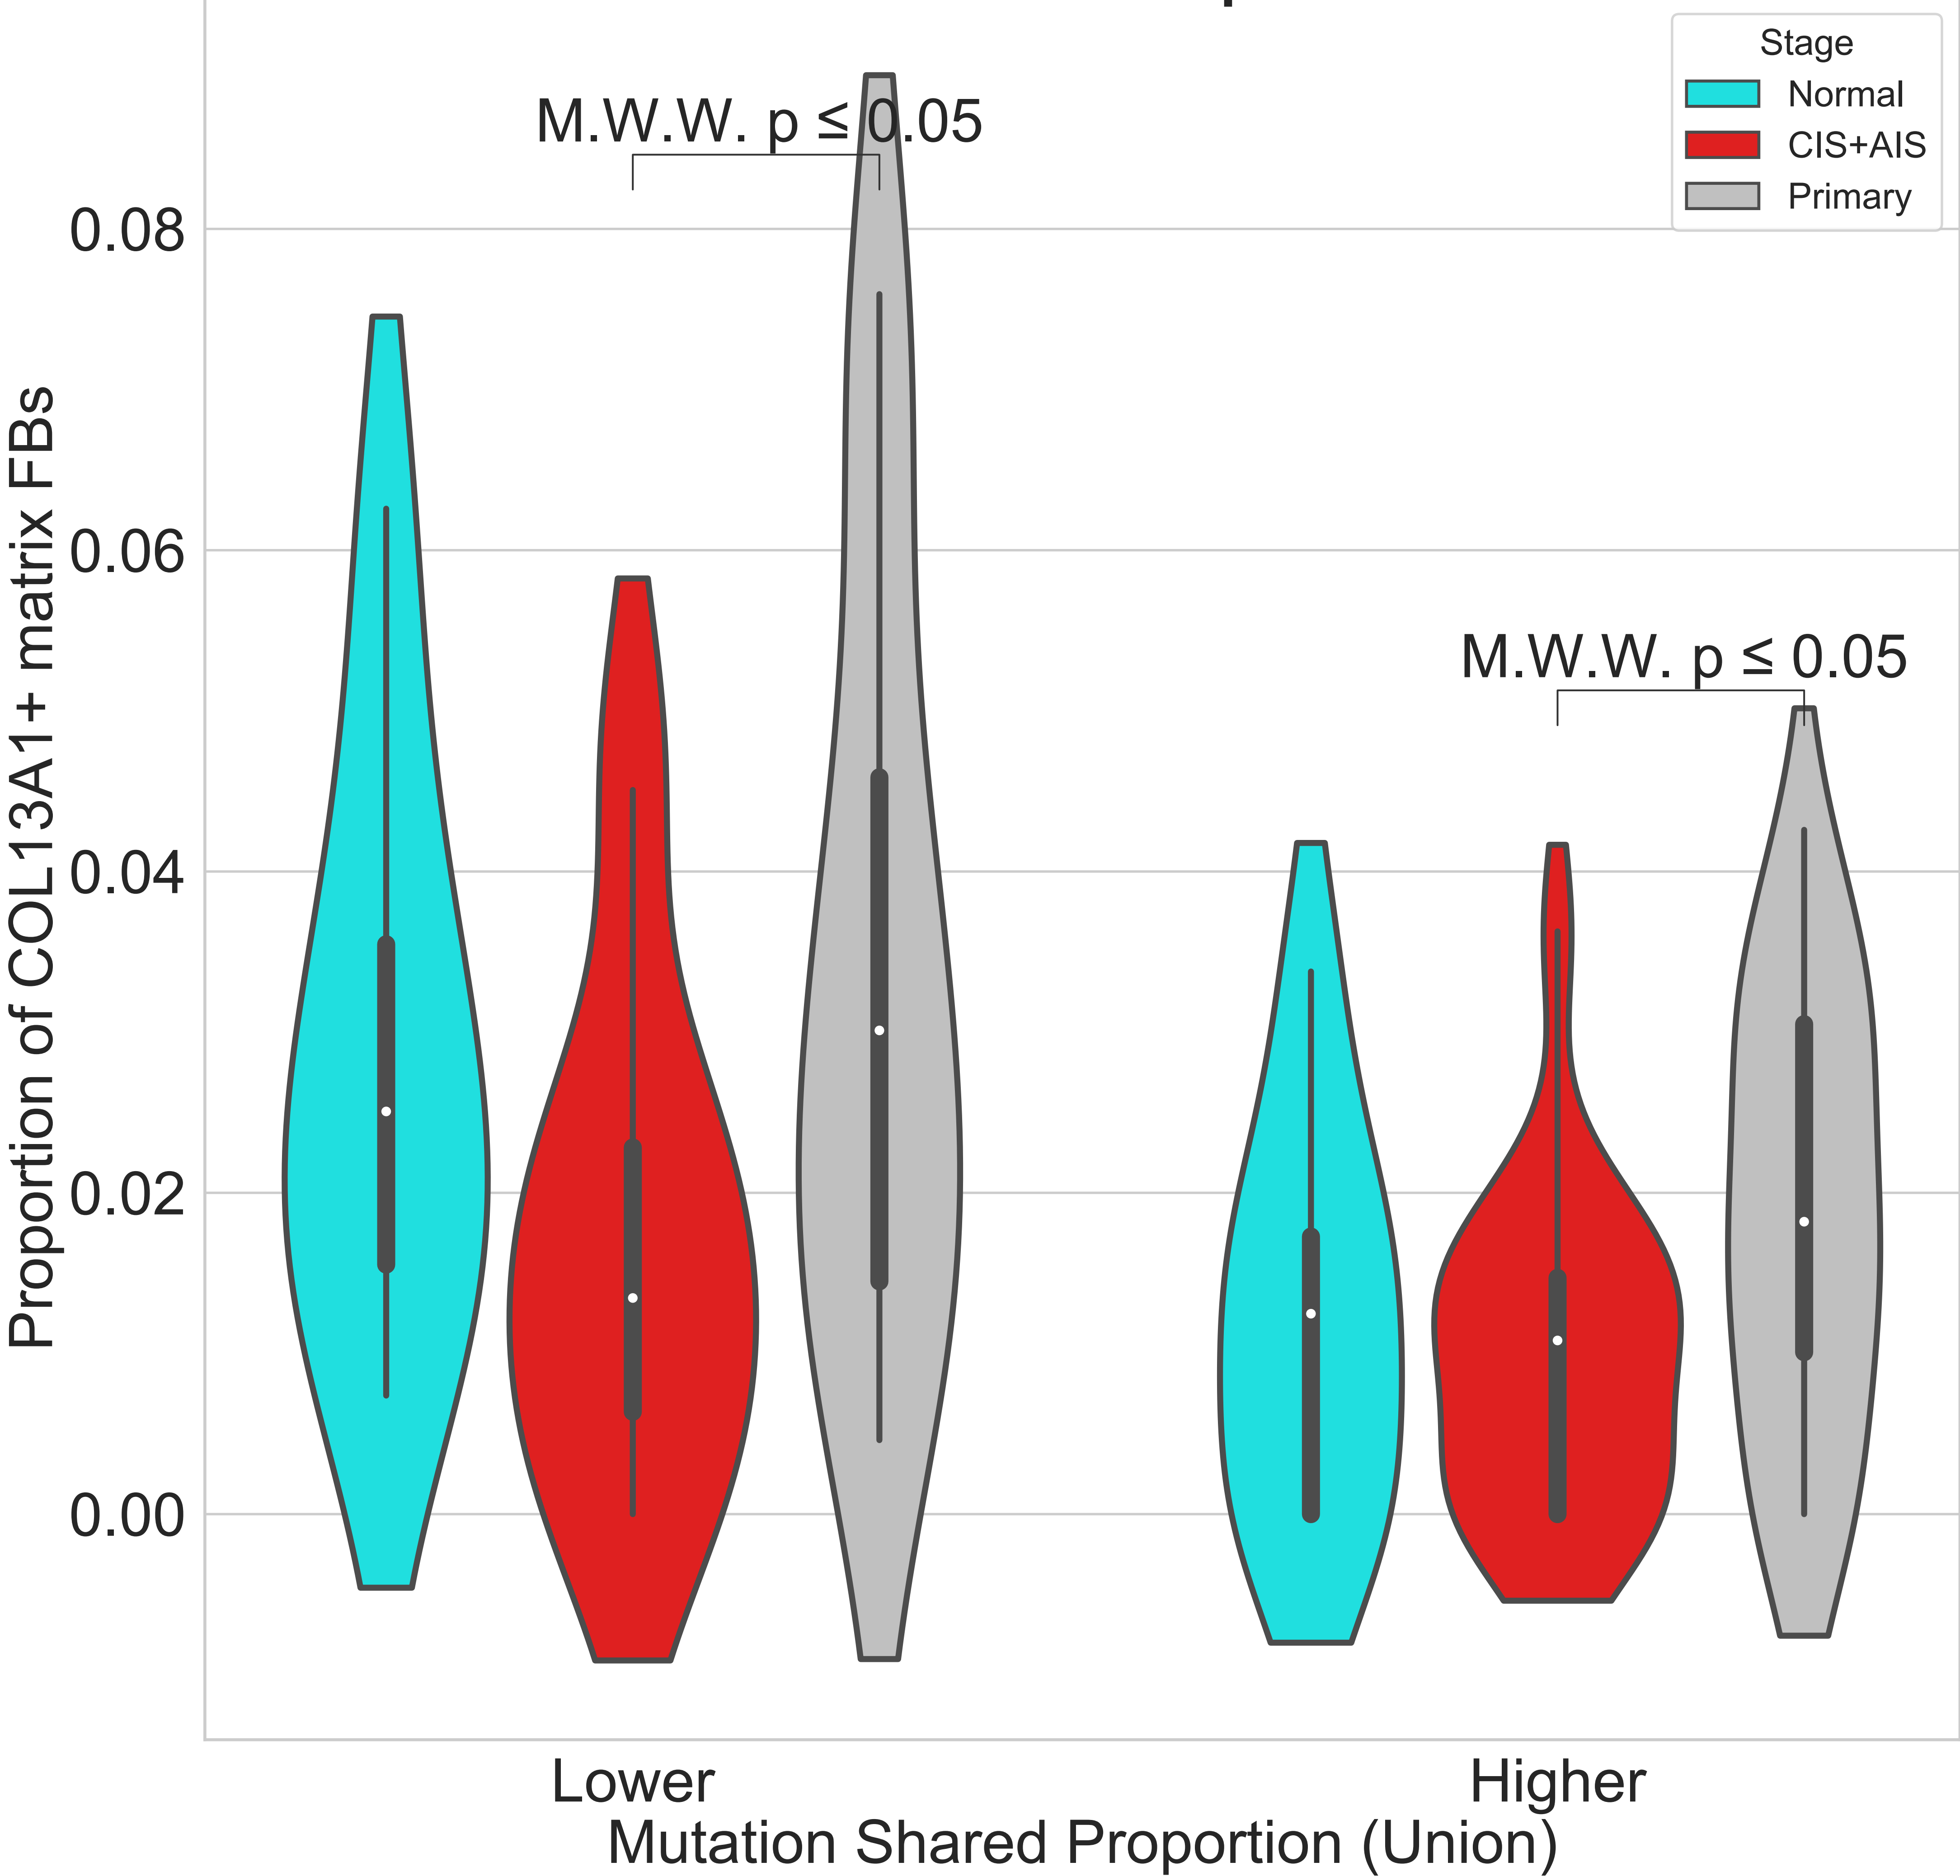 Stage
Normal
CIS+AIS
Primary
M.W.W. p ≤ 0.05
M.W.W. p ≤ 0.05
Proportion of COL13A1+ matrix FBs
0.08
0.06
0.04
0.02
0.00
Lower
Higher
Mutation Shared Proportion (Union)